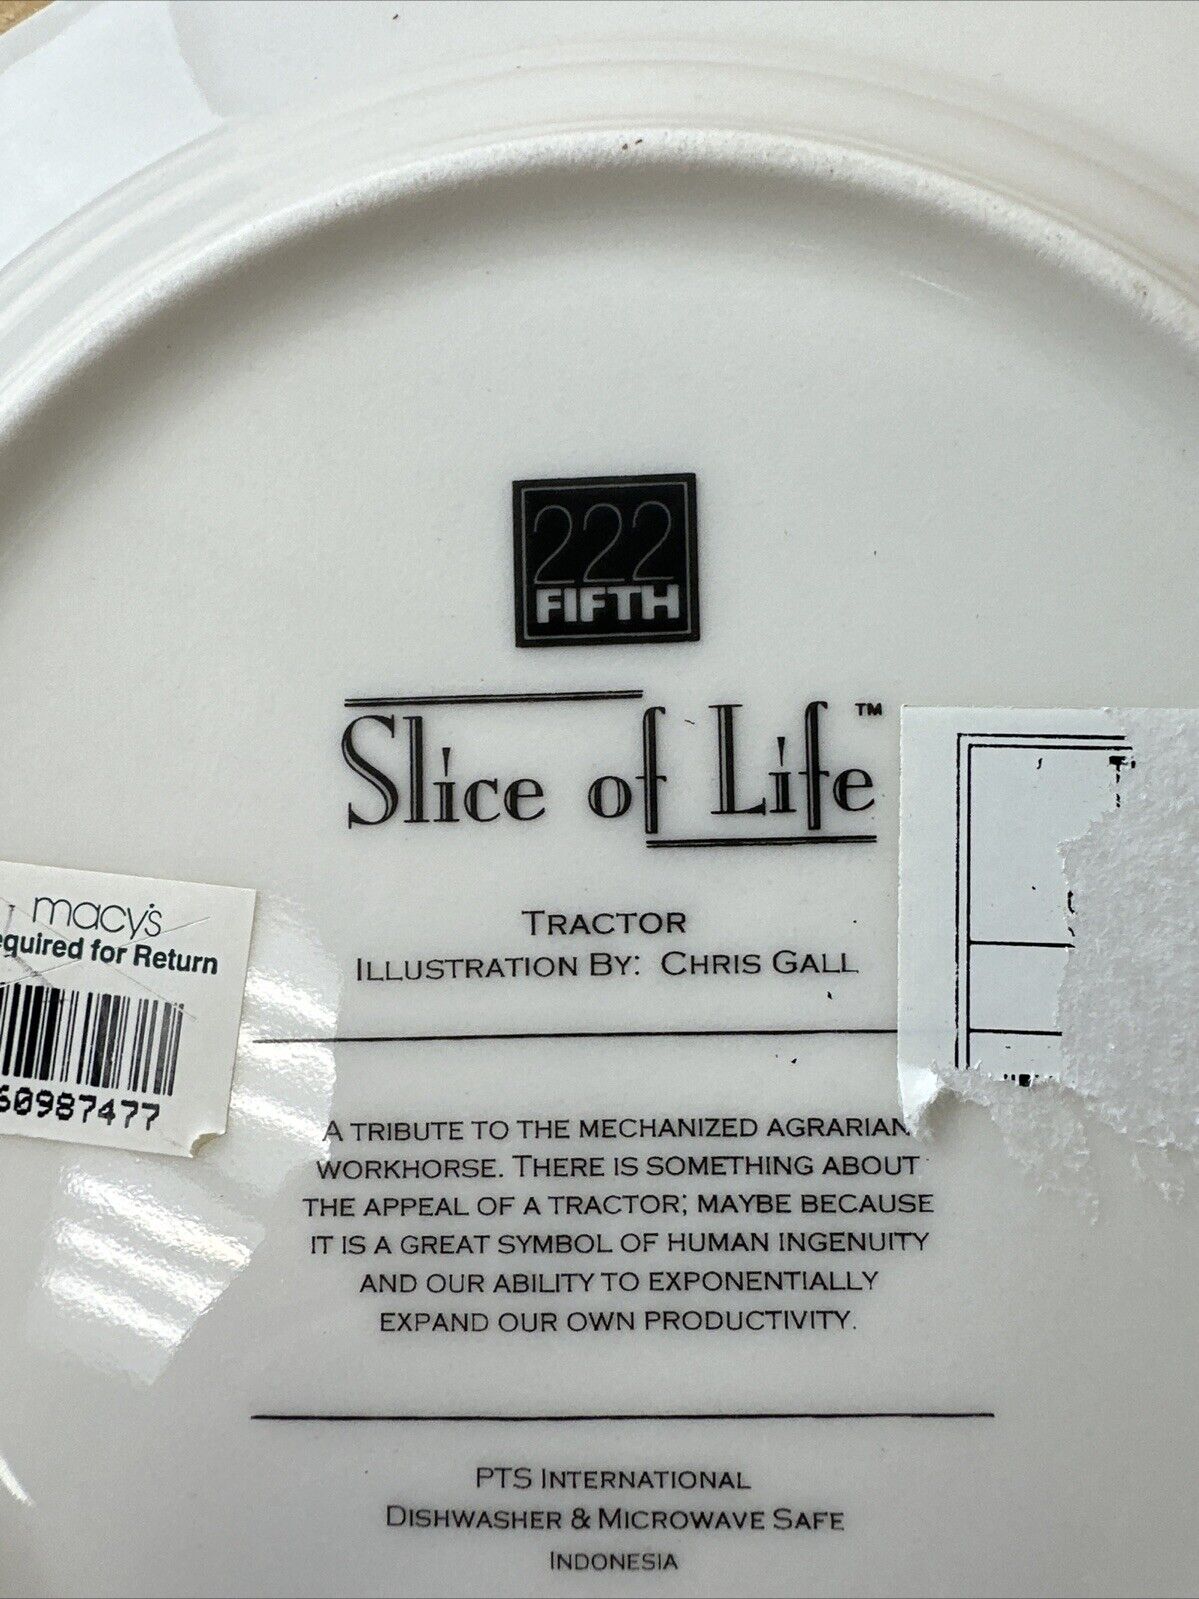 222
FIFTH
Slice of Life™
TRACTOR
ILLUSTRATION BY: CHRIS GALL
macy's
equired for Return
60987477
A TRIBUTE TO THE MECHANIZED AGRARIAN
WORKHORSE. THERE IS SOMETHING ABOUT
THE APPEAL OF A TRACTOR; MAYBE BECAUSE
IT IS A GREAT SYMBOL OF HUMAN INGENUITY
AND OUR ABILITY TO EXPONENTIALLY
EXPAND OUR OWN PRODUCTIVITY.
PTS INTERNATIONAL
DISHWASHER & MICROWAVE SAFE
INDONESIA